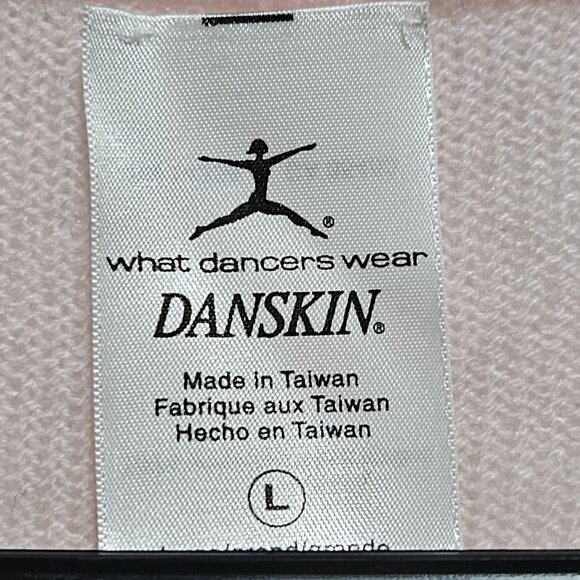 ®
what dancers wear
DANSKIN®
Made in Taiwan
Fabrique aux Taiwan
Hecho en Taiwan
L